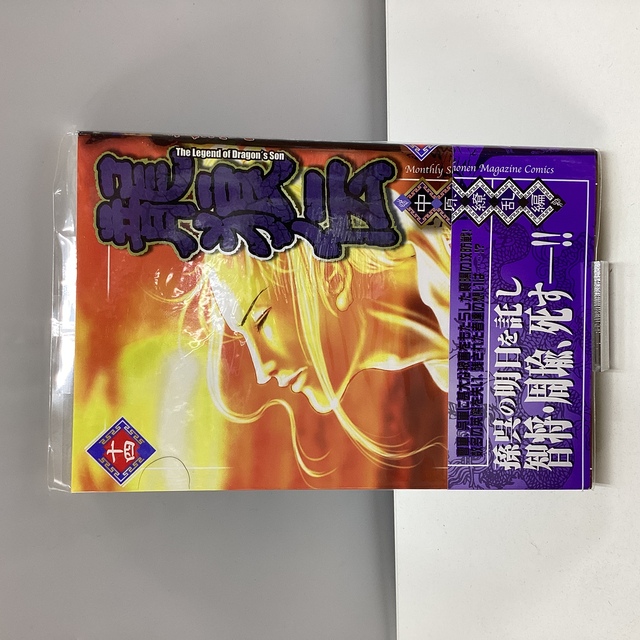 The Legend of Dragon's Son
龍狼伝
中原繚乱編
十四
Monthly Shonen Magazine Comics
孫呉の明日を託し
智将・周瑜、死す―!!